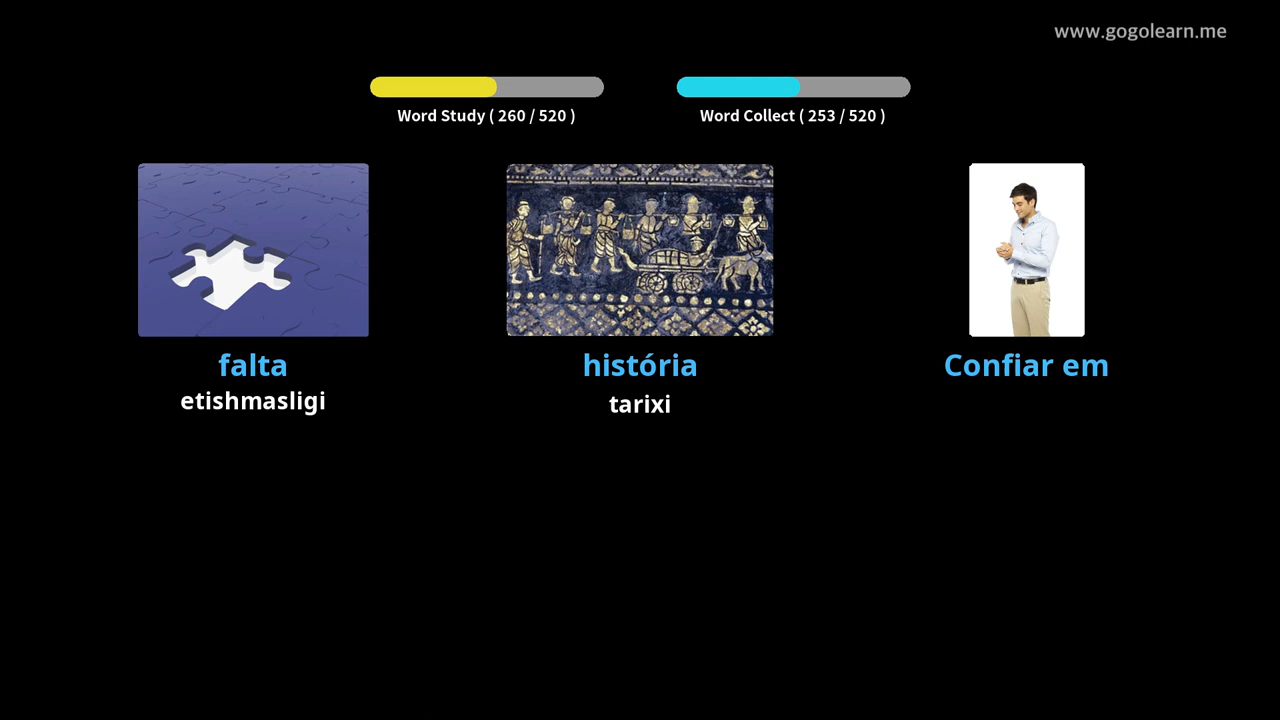 www.gogolearn.me
Word Study ( 260 / 520 )
Word Collect ( 253 / 520 )
falta
história
Confiar em
etishmasligi
tarixi